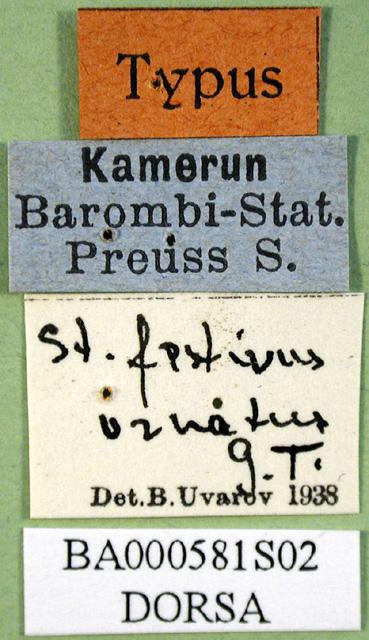 Typus
Kamerun
Barombi-Stat.
Preuss S.
St. festivus
ornatus
G.T.
Det.B.Uvarov 1938
BA000581S02
DORSA